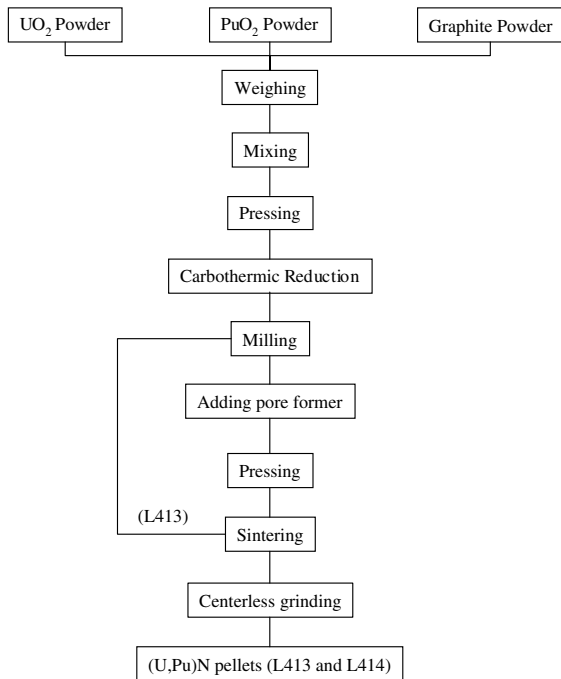 UO2 Powder
PuO2 Powder
Graphite Powder
Weighing
Mixing
Pressing
Carbothermic Reduction
Milling
Adding pore former
Pressing
(L413)
Sintering
Centerless grinding
(U,Pu)N pellets (L413 and L414)